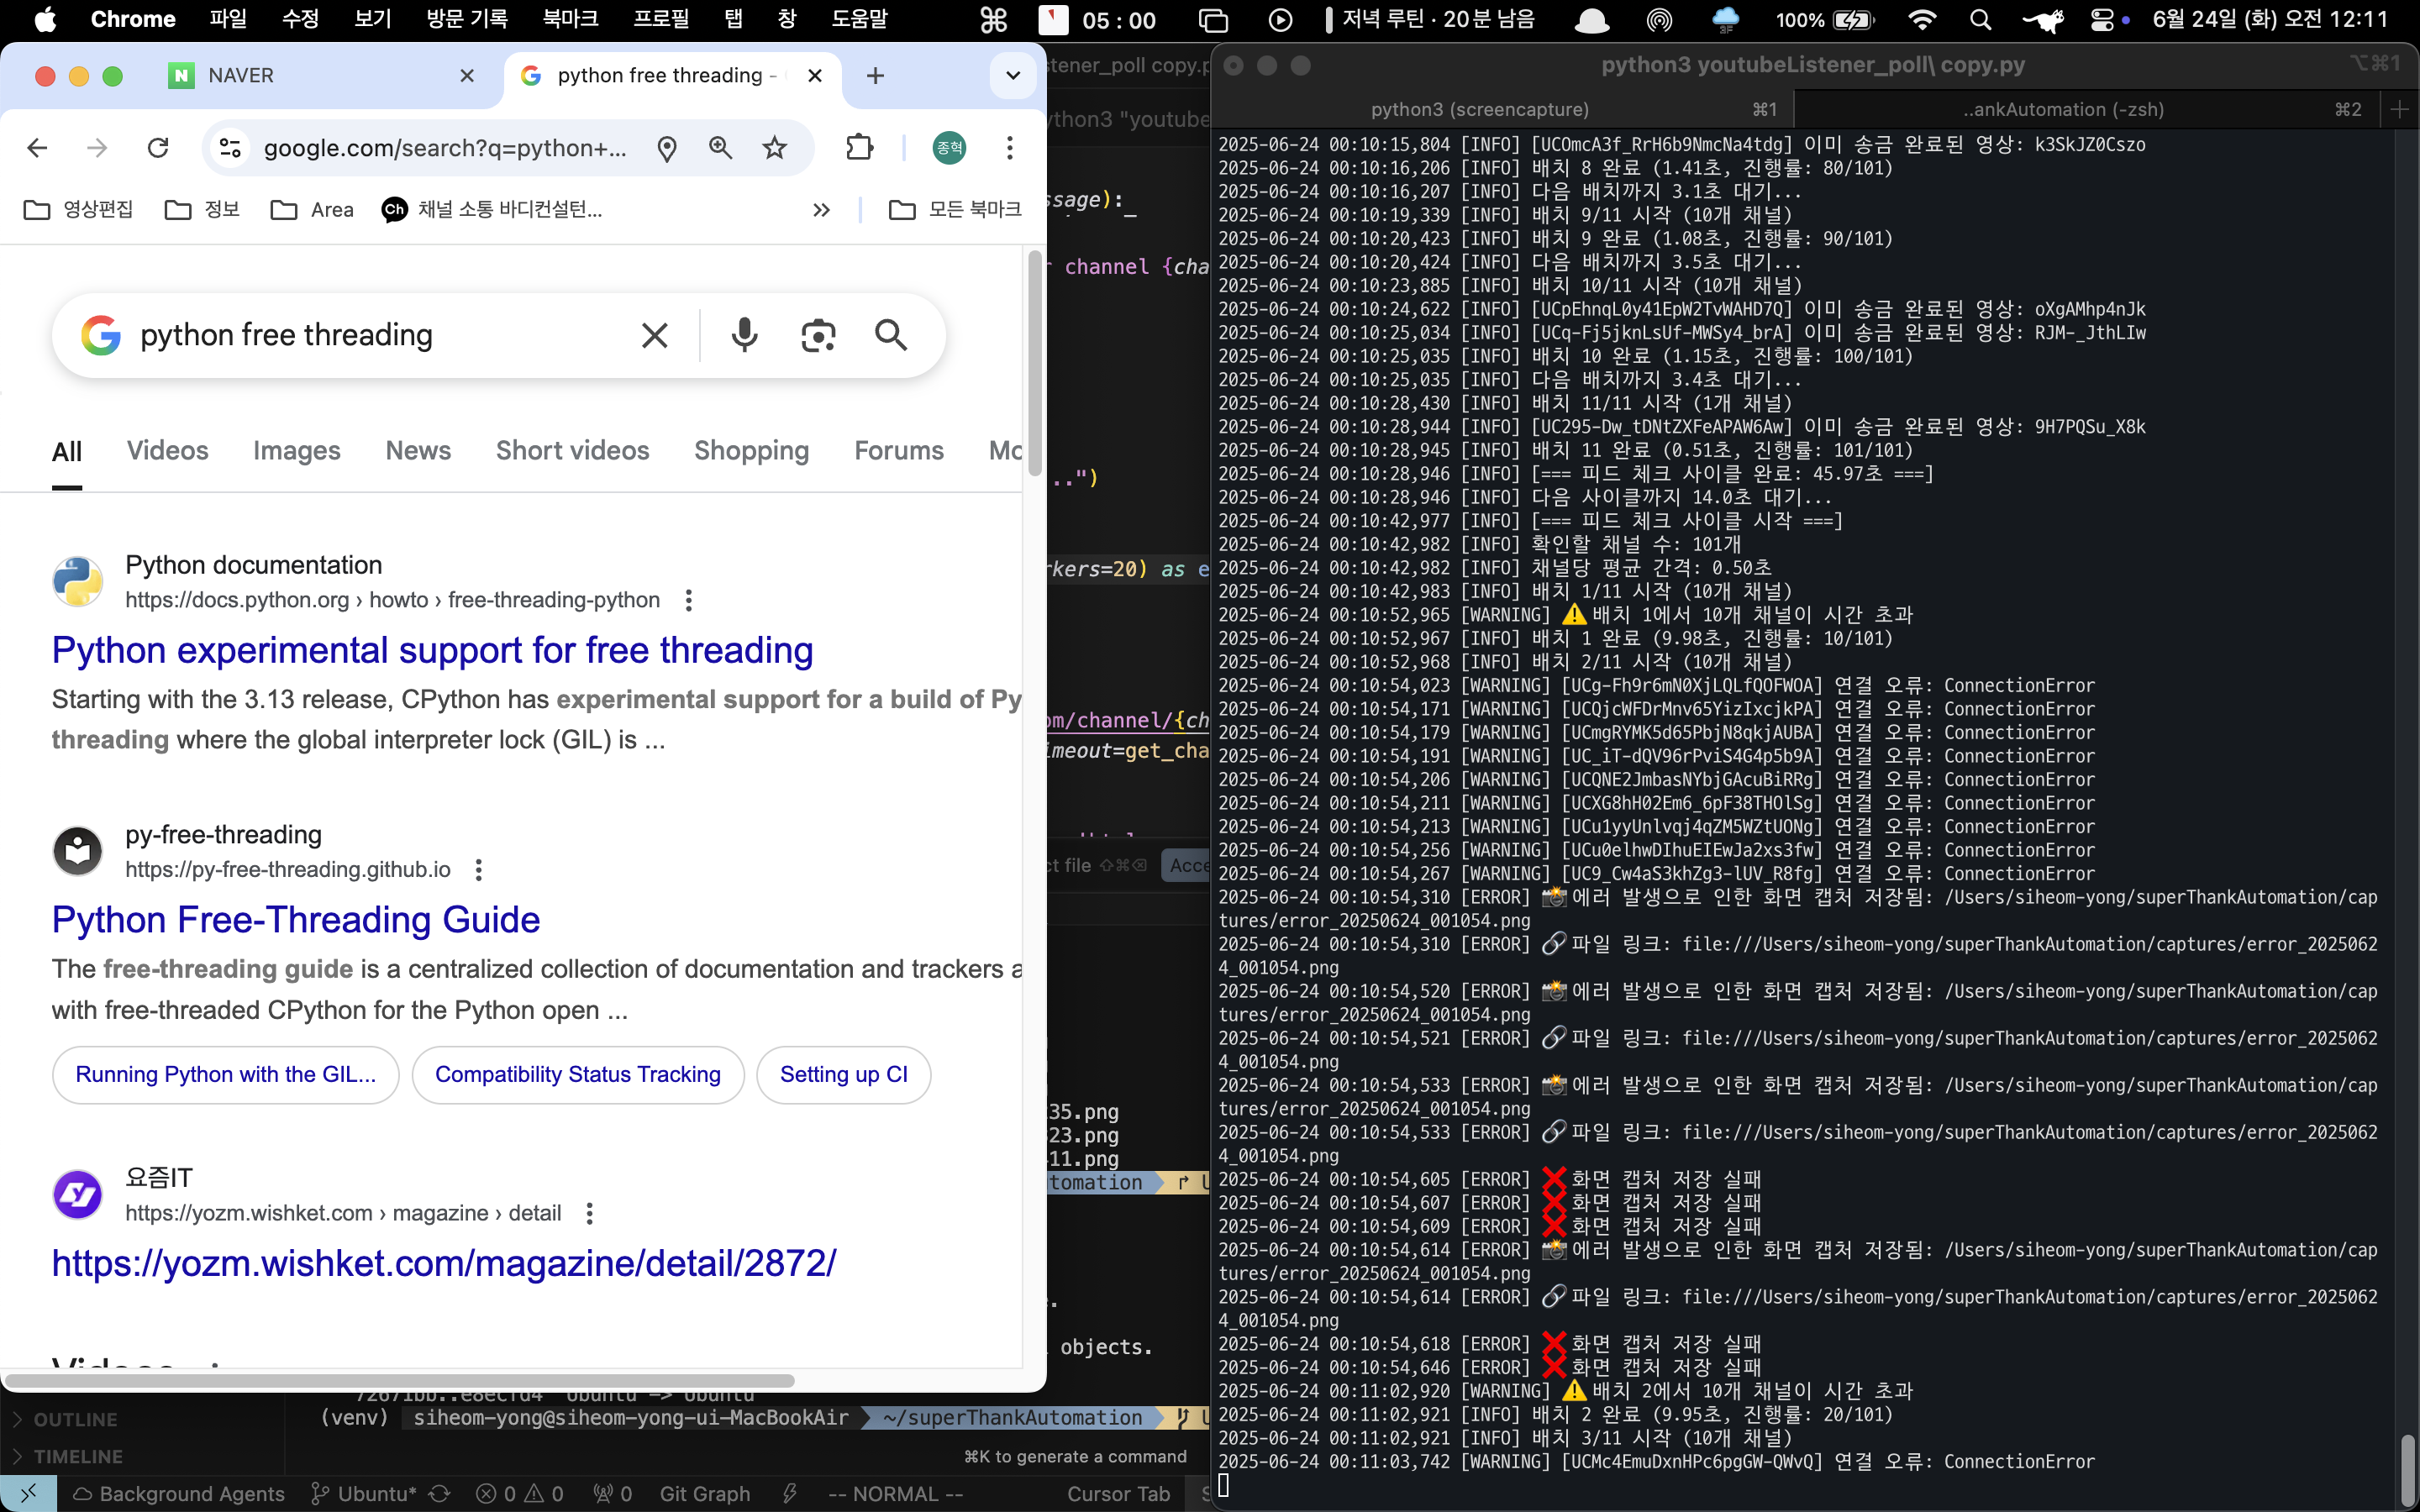 Chrome 파일 수정 보기 방문 기록 북마크 프로필 탭 창 도움말 05 : 00 저녁 루틴 · 20분 남음 3F 100% 6월 24일 (화) 오전 12:11
NAVER
python free threading -
google.com/search?q=python+...
종혁
영상편집 정보 Area Ch 채널 소통 바디컨설턴... » 모든 북마크
python free threading
All Videos Images News Short videos Shopping Forums Mo
Python documentation
https://docs.python.org › howto › free-threading-python
Python experimental support for free threading
Starting with the 3.13 release, CPython has experimental support for a build of Py
threading where the global interpreter lock (GIL) is ...
py-free-threading
https://py-free-threading.github.io
Python Free-Threading Guide
The free-threading guide is a centralized collection of documentation and trackers
with free-threaded CPython for the Python open ...
Running Python with the GIL...
Compatibility Status Tracking
Setting up CI
요즘IT
https://yozm.wishket.com › magazine › detail
https://yozm.wishket.com/magazine/detail/2872/
Videos
stener_poll copy.p
ython3 "youtube
ssage):
channel {cha
..")
rkers=20) as e
om/channel/{ch
imeout=get_cha
ct file
Acce
35.png
23.png
11.png
tomation
objects.
(venv) siheom-yong@siheom-yong-ui-MacBookAir ~/superThankAutomation
⌘K to generate a command
OUTLINE
TIMELINE
Background Agents Ubuntu* 0 0 0 Git Graph -- NORMAL -- Cursor Tab
python3 youtubeListener_poll\ copy.py ⌥⌘1
python3 (screencapture) ⌘1 ..ankAutomation (-zsh) ⌘2
2025-06-24 00:10:15,804 [INFO] [UCOmcA3f_RrH6b9NmcNa4tdg] 이미 송금 완료된 영상: k3SkJZ0Cszo
2025-06-24 00:10:16,206 [INFO] 배치 8 완료 (1.41초, 진행률: 80/101)
2025-06-24 00:10:16,207 [INFO] 다음 배치까지 3.1초 대기...
2025-06-24 00:10:19,339 [INFO] 배치 9/11 시작 (10개 채널)
2025-06-24 00:10:20,423 [INFO] 배치 9 완료 (1.08초, 진행률: 90/101)
2025-06-24 00:10:20,424 [INFO] 다음 배치까지 3.5초 대기...
2025-06-24 00:10:23,885 [INFO] 배치 10/11 시작 (10개 채널)
2025-06-24 00:10:24,622 [INFO] [UCpEhnqL0y41EpW2TvWAHD7Q] 이미 송금 완료된 영상: oXgAMhp4nJk
2025-06-24 00:10:25,034 [INFO] [UCq-Fj5jknLsUf-MWSy4_brA] 이미 송금 완료된 영상: RJM-_JthLIw
2025-06-24 00:10:25,035 [INFO] 배치 10 완료 (1.15초, 진행률: 100/101)
2025-06-24 00:10:25,035 [INFO] 다음 배치까지 3.4초 대기...
2025-06-24 00:10:28,430 [INFO] 배치 11/11 시작 (1개 채널)
2025-06-24 00:10:28,944 [INFO] [UC295-Dw_tDNtZXFeAPAW6Aw] 이미 송금 완료된 영상: 9H7PQSu_X8k
2025-06-24 00:10:28,945 [INFO] 배치 11 완료 (0.51초, 진행률: 101/101)
2025-06-24 00:10:28,946 [INFO] [=== 피드 체크 사이클 완료: 45.97초 ===]
2025-06-24 00:10:28,946 [INFO] 다음 사이클까지 14.0초 대기...
2025-06-24 00:10:42,977 [INFO] [=== 피드 체크 사이클 시작 ===]
2025-06-24 00:10:42,982 [INFO] 확인할 채널 수: 101개
2025-06-24 00:10:42,982 [INFO] 채널당 평균 간격: 0.50초
2025-06-24 00:10:42,983 [INFO] 배치 1/11 시작 (10개 채널)
2025-06-24 00:10:52,965 [WARNING] ⚠️ 배치 1에서 10개 채널이 시간 초과
2025-06-24 00:10:52,967 [INFO] 배치 1 완료 (9.98초, 진행률: 10/101)
2025-06-24 00:10:52,968 [INFO] 배치 2/11 시작 (10개 채널)
2025-06-24 00:10:54,023 [WARNING] [UCg-Fh9r6mN0XjLQLfQOFWOA] 연결 오류: ConnectionError
2025-06-24 00:10:54,171 [WARNING] [UCQjcWFDrMnv65YizIxcjkPA] 연결 오류: ConnectionError
2025-06-24 00:10:54,179 [WARNING] [UCmgRYMK5d65PbjN8qkjAUBA] 연결 오류: ConnectionError
2025-06-24 00:10:54,191 [WARNING] [UC_iT-dQV96rPviS4G4p5b9A] 연결 오류: ConnectionError
2025-06-24 00:10:54,206 [WARNING] [UCQNE2JmbasNYbjGAcuBiRRg] 연결 오류: ConnectionError
2025-06-24 00:10:54,211 [WARNING] [UCXG8hH02Em6_6pF38THOlSg] 연결 오류: ConnectionError
2025-06-24 00:10:54,213 [WARNING] [UCu1yyUnlvqj4qZM5WZtUONg] 연결 오류: ConnectionError
2025-06-24 00:10:54,256 [WARNING] [UCu0elhwDIhuEIEwJa2xs3fw] 연결 오류: ConnectionError
2025-06-24 00:10:54,267 [WARNING] [UC9_Cw4aS3khZg3-lUV_R8fg] 연결 오류: ConnectionError
2025-06-24 00:10:54,310 [ERROR] 📸 에러 발생으로 인한 화면 캡처 저장됨: /Users/siheom-yong/superThankAutomation/cap
tures/error_20250624_001054.png
2025-06-24 00:10:54,310 [ERROR] 🔗 파일 링크: file:///Users/siheom-yong/superThankAutomation/captures/error_2025062
4_001054.png
2025-06-24 00:10:54,520 [ERROR] 📸 에러 발생으로 인한 화면 캡처 저장됨: /Users/siheom-yong/superThankAutomation/cap
tures/error_20250624_001054.png
2025-06-24 00:10:54,521 [ERROR] 🔗 파일 링크: file:///Users/siheom-yong/superThankAutomation/captures/error_2025062
4_001054.png
2025-06-24 00:10:54,533 [ERROR] 📸 에러 발생으로 인한 화면 캡처 저장됨: /Users/siheom-yong/superThankAutomation/cap
tures/error_20250624_001054.png
2025-06-24 00:10:54,533 [ERROR] 🔗 파일 링크: file:///Users/siheom-yong/superThankAutomation/captures/error_2025062
4_001054.png
2025-06-24 00:10:54,605 [ERROR] ❌ 화면 캡처 저장 실패
2025-06-24 00:10:54,607 [ERROR] ❌ 화면 캡처 저장 실패
2025-06-24 00:10:54,609 [ERROR] ❌ 화면 캡처 저장 실패
2025-06-24 00:10:54,614 [ERROR] 📸 에러 발생으로 인한 화면 캡처 저장됨: /Users/siheom-yong/superThankAutomation/cap
tures/error_20250624_001054.png
2025-06-24 00:10:54,614 [ERROR] 🔗 파일 링크: file:///Users/siheom-yong/superThankAutomation/captures/error_2025062
4_001054.png
2025-06-24 00:10:54,618 [ERROR] ❌ 화면 캡처 저장 실패
2025-06-24 00:10:54,646 [ERROR] ❌ 화면 캡처 저장 실패
2025-06-24 00:11:02,920 [WARNING] ⚠️ 배치 2에서 10개 채널이 시간 초과
2025-06-24 00:11:02,921 [INFO] 배치 2 완료 (9.95초, 진행률: 20/101)
2025-06-24 00:11:02,921 [INFO] 배치 3/11 시작 (10개 채널)
2025-06-24 00:11:03,742 [WARNING] [UCMc4EmuDxnHPc6pgGW-QWvQ] 연결 오류: ConnectionError